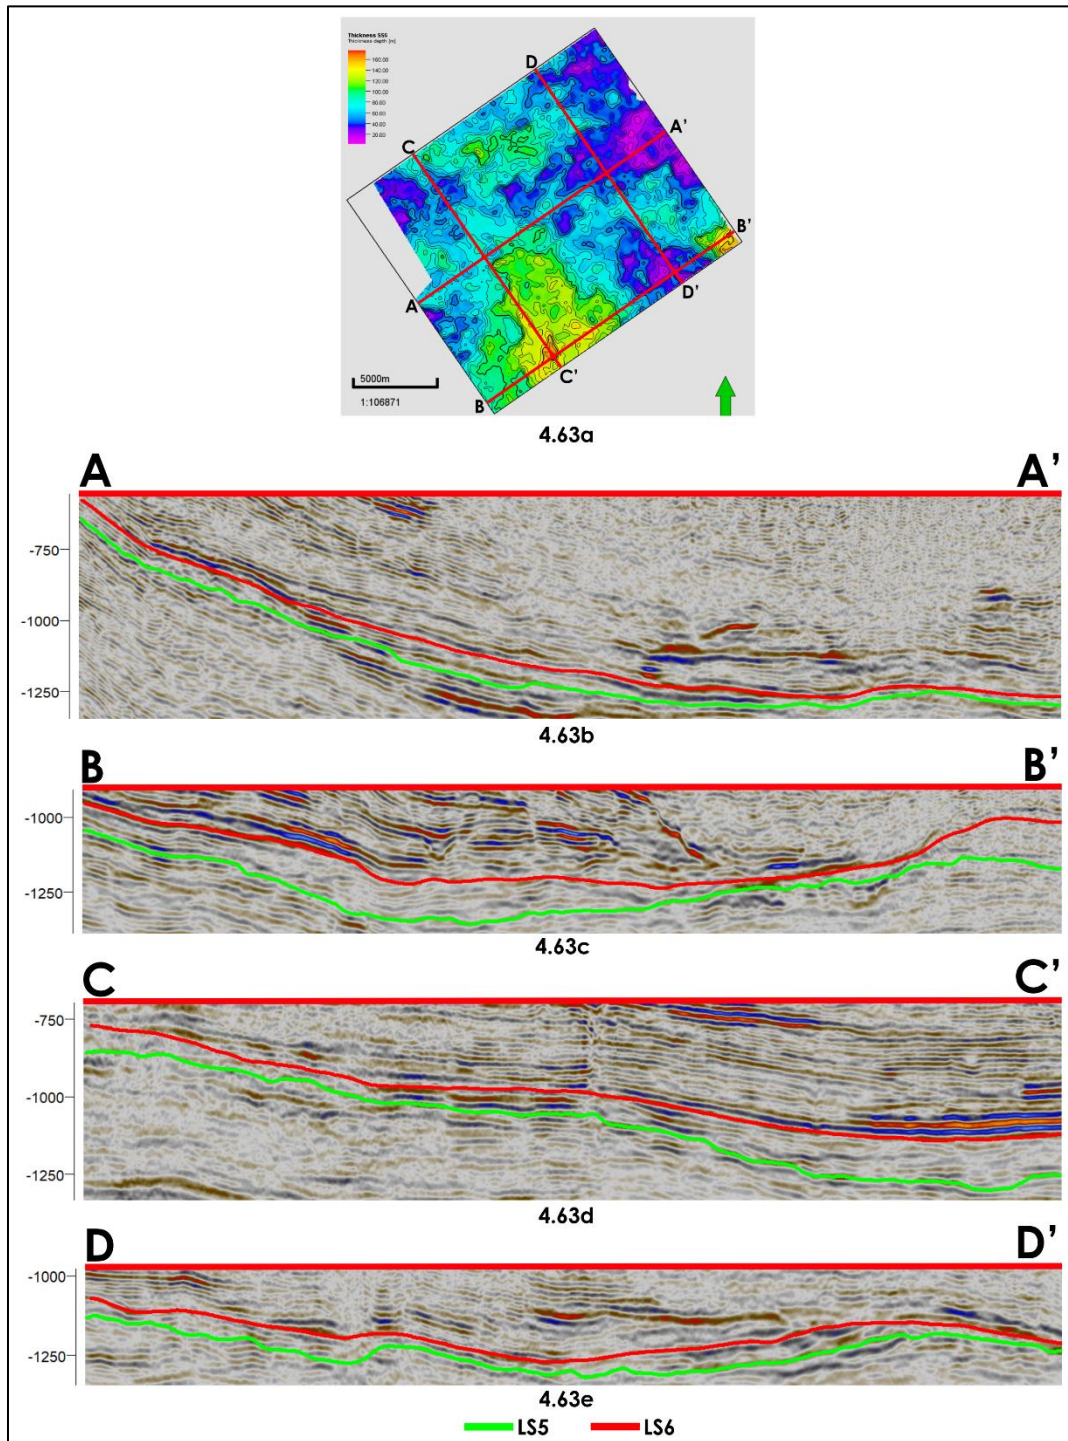 Thickness SS5
Thickness depth [m]
160.00
140.00
120.00
100.00
80.00
60.00
40.00
20.00
D
A'
C
B'
A
D'
C'
B
5000m
1:106871
4.63a
A A’
-750
-1000
-1250
4.63b
B B’
-1000
-1250
4.63c
C C’
-750
-1000
-1250
4.63d
D D’
-1000
-1250
4.63e
LS5 LS6